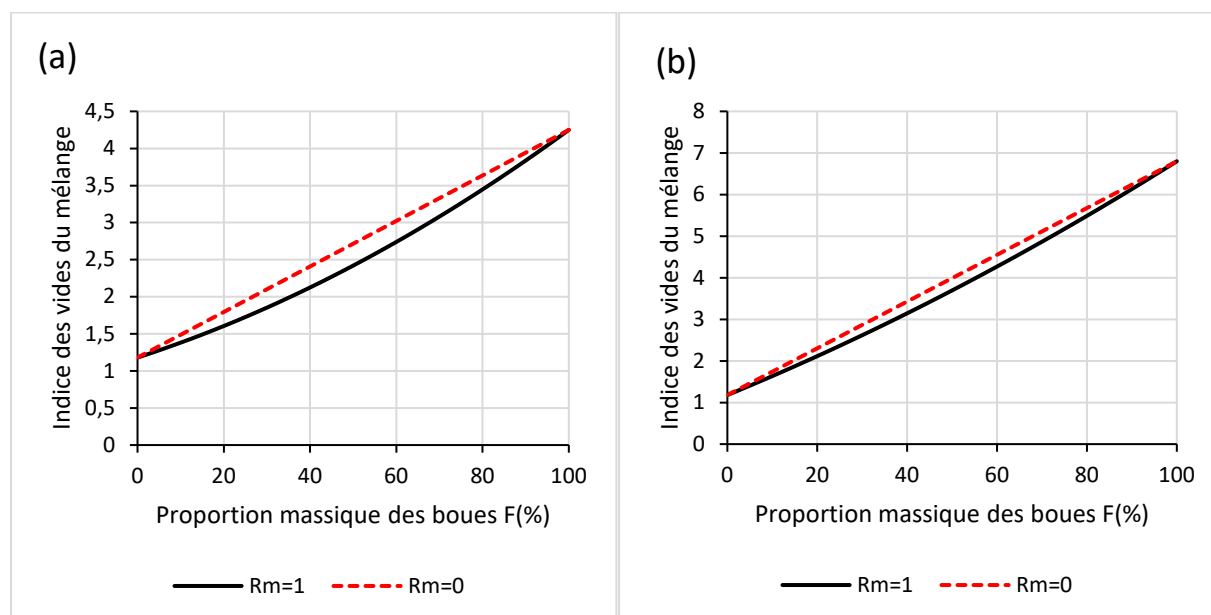 (a)
Indice des vides du mélange
4,5
4
3,5
3
2,5
2
1,5
1
0,5
0
0 20 40 60 80 100
Proportion massique des boues F(%)
Rm=1 Rm=0
(b)
Indice des vides du mélange
8
7
6
5
4
3
2
1
0
0 20 40 60 80 100
Proportion massique des boues F(%)
Rm=1 Rm=0